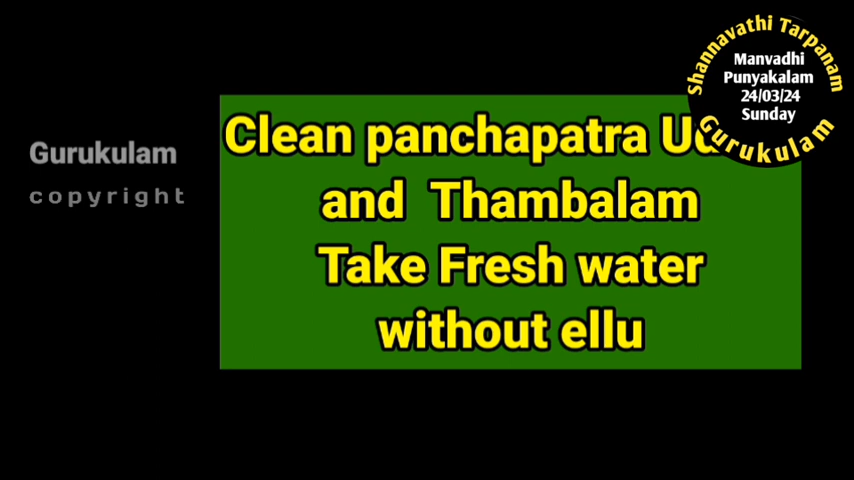 Shannavathi Tarpanam
Manvadhi
Punyakalam
24/03/24
Sunday
Gurukulam
Gurukulam
copyright
Clean panchapatra
and Thambalam
Take Fresh water
without ellu